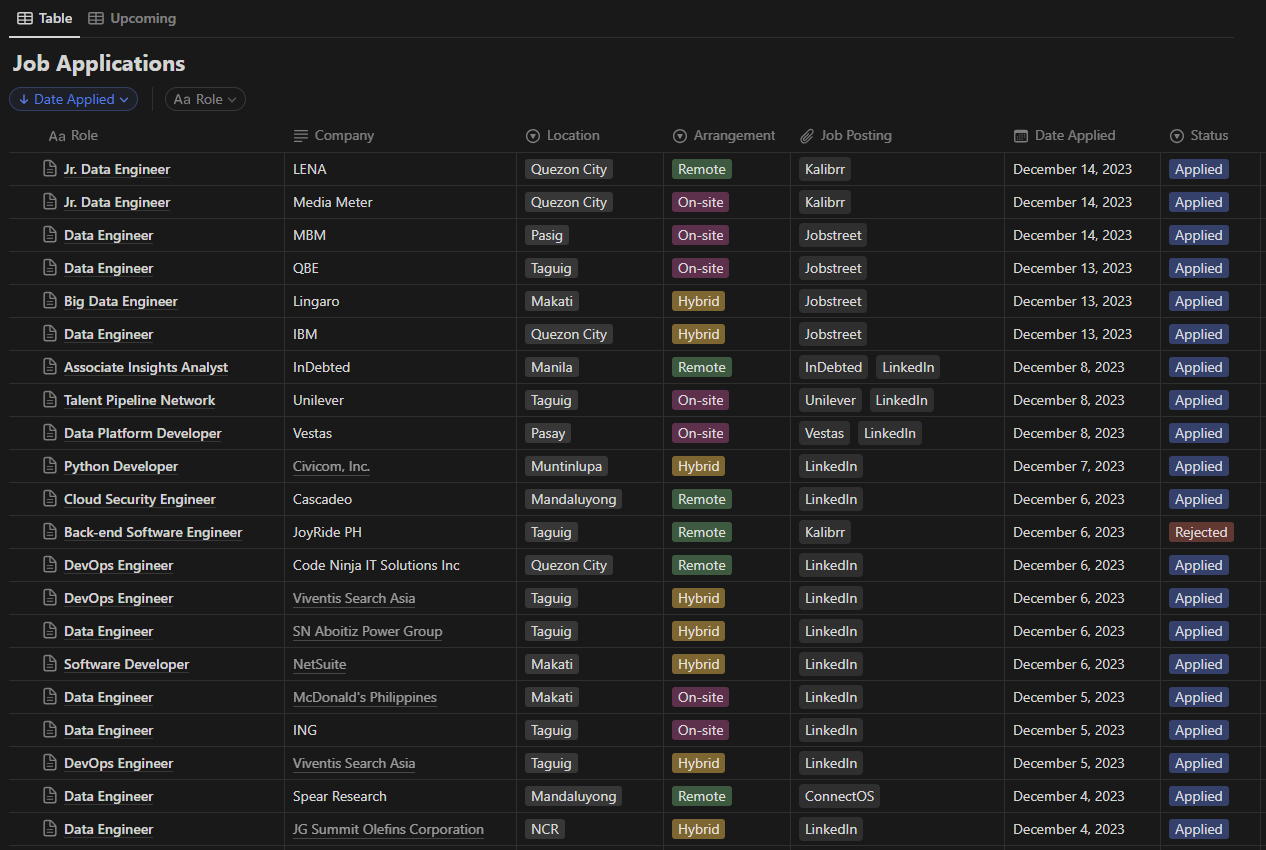 Table Upcoming
Job Applications
Date Applied Aa Role
Aa Role Company Location Arrangement Job Posting Date Applied Status
Jr. Data Engineer LENA Quezon City Remote Kalibrr December 14, 2023 Applied
Jr. Data Engineer Media Meter Quezon City On-site Kalibrr December 14, 2023 Applied
Data Engineer MBM Pasig On-site Jobstreet December 14, 2023 Applied
Data Engineer QBE Taguig On-site Jobstreet December 13, 2023 Applied
Big Data Engineer Lingaro Makati Hybrid Jobstreet December 13, 2023 Applied
Data Engineer IBM Quezon City Hybrid Jobstreet December 13, 2023 Applied
Associate Insights Analyst InDebted Manila Remote InDebted LinkedIn December 8, 2023 Applied
Talent Pipeline Network Unilever Taguig On-site Unilever LinkedIn December 8, 2023 Applied
Data Platform Developer Vestas Pasay On-site Vestas LinkedIn December 8, 2023 Applied
Python Developer Civicom, Inc. Muntinlupa Hybrid LinkedIn December 7, 2023 Applied
Cloud Security Engineer Cascadeo Mandaluyong Remote LinkedIn December 6, 2023 Applied
Back-end Software Engineer JoyRide PH Taguig Remote Kalibrr December 6, 2023 Rejected
DevOps Engineer Code Ninja IT Solutions Inc Quezon City Remote LinkedIn December 6, 2023 Applied
DevOps Engineer Viventis Search Asia Taguig Hybrid LinkedIn December 6, 2023 Applied
Data Engineer SN Aboitiz Power Group Taguig Hybrid LinkedIn December 6, 2023 Applied
Software Developer NetSuite Makati Hybrid LinkedIn December 6, 2023 Applied
Data Engineer McDonald's Philippines Makati On-site LinkedIn December 5, 2023 Applied
Data Engineer ING Taguig On-site LinkedIn December 5, 2023 Applied
DevOps Engineer Viventis Search Asia Taguig Hybrid LinkedIn December 5, 2023 Applied
Data Engineer Spear Research Mandaluyong Remote ConnectOS December 4, 2023 Applied
Data Engineer JG Summit Olefins Corporation NCR Hybrid LinkedIn December 4, 2023 Applied